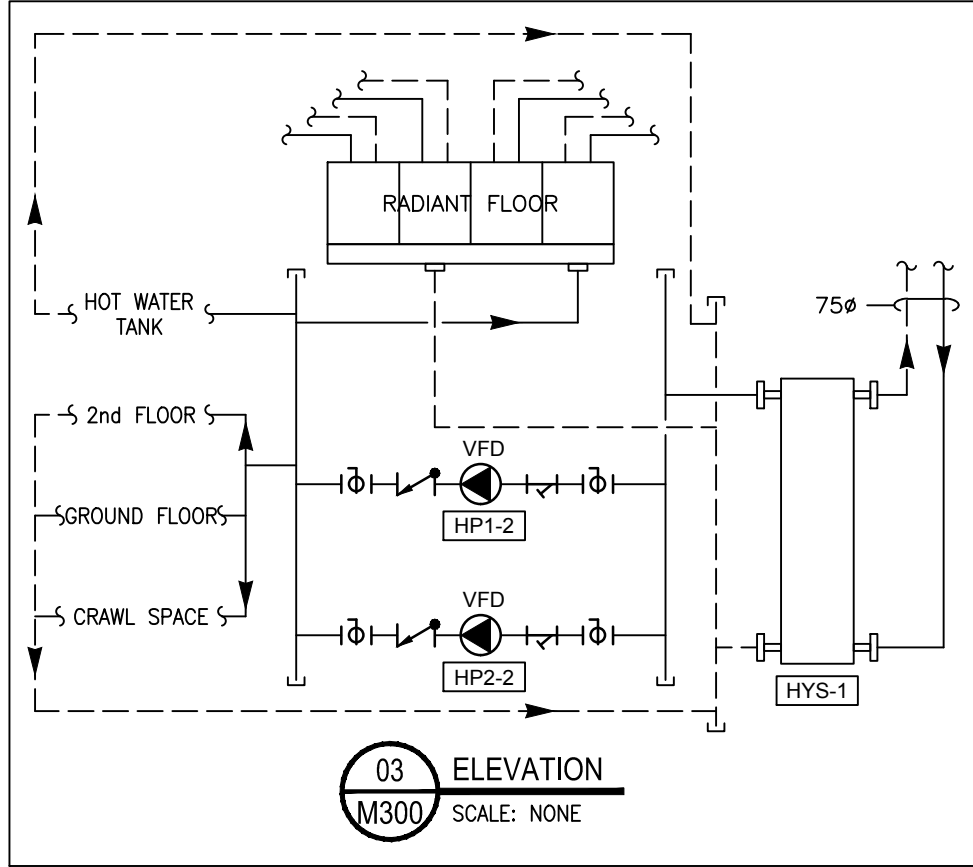 RADIANT FLOOR
HOT WATER
TANK
75ø
2nd FLOOR
VFD
HP1-2
GROUND FLOOR
CRAWL SPACE
VFD
HP2-2
HYS-1
03
M300
ELEVATION
SCALE: NONE